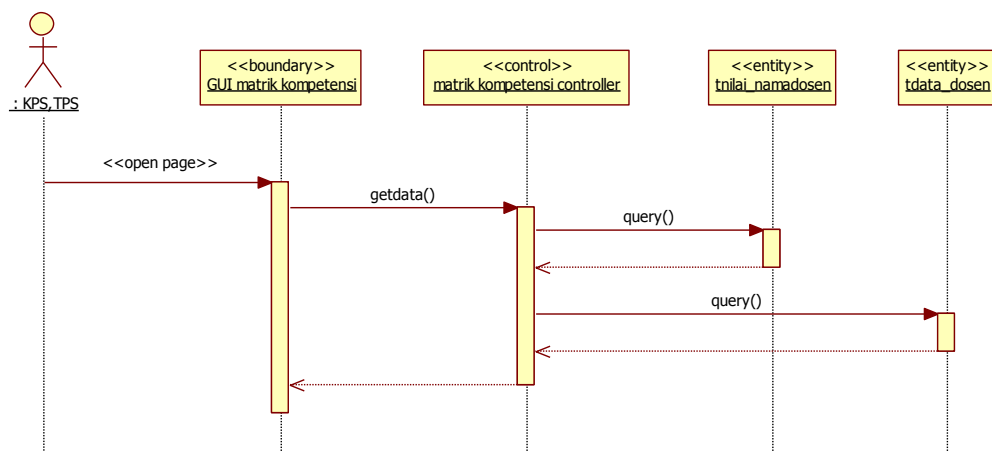 : KPS,TPS
<<boundary>>
GUI matrik kompetensi
<<control>>
matrik kompetensi controller
<<entity>>
tnilai_namadosen
<<entity>>
tdata_dosen
<<open page>>
getdata()
query()
query()